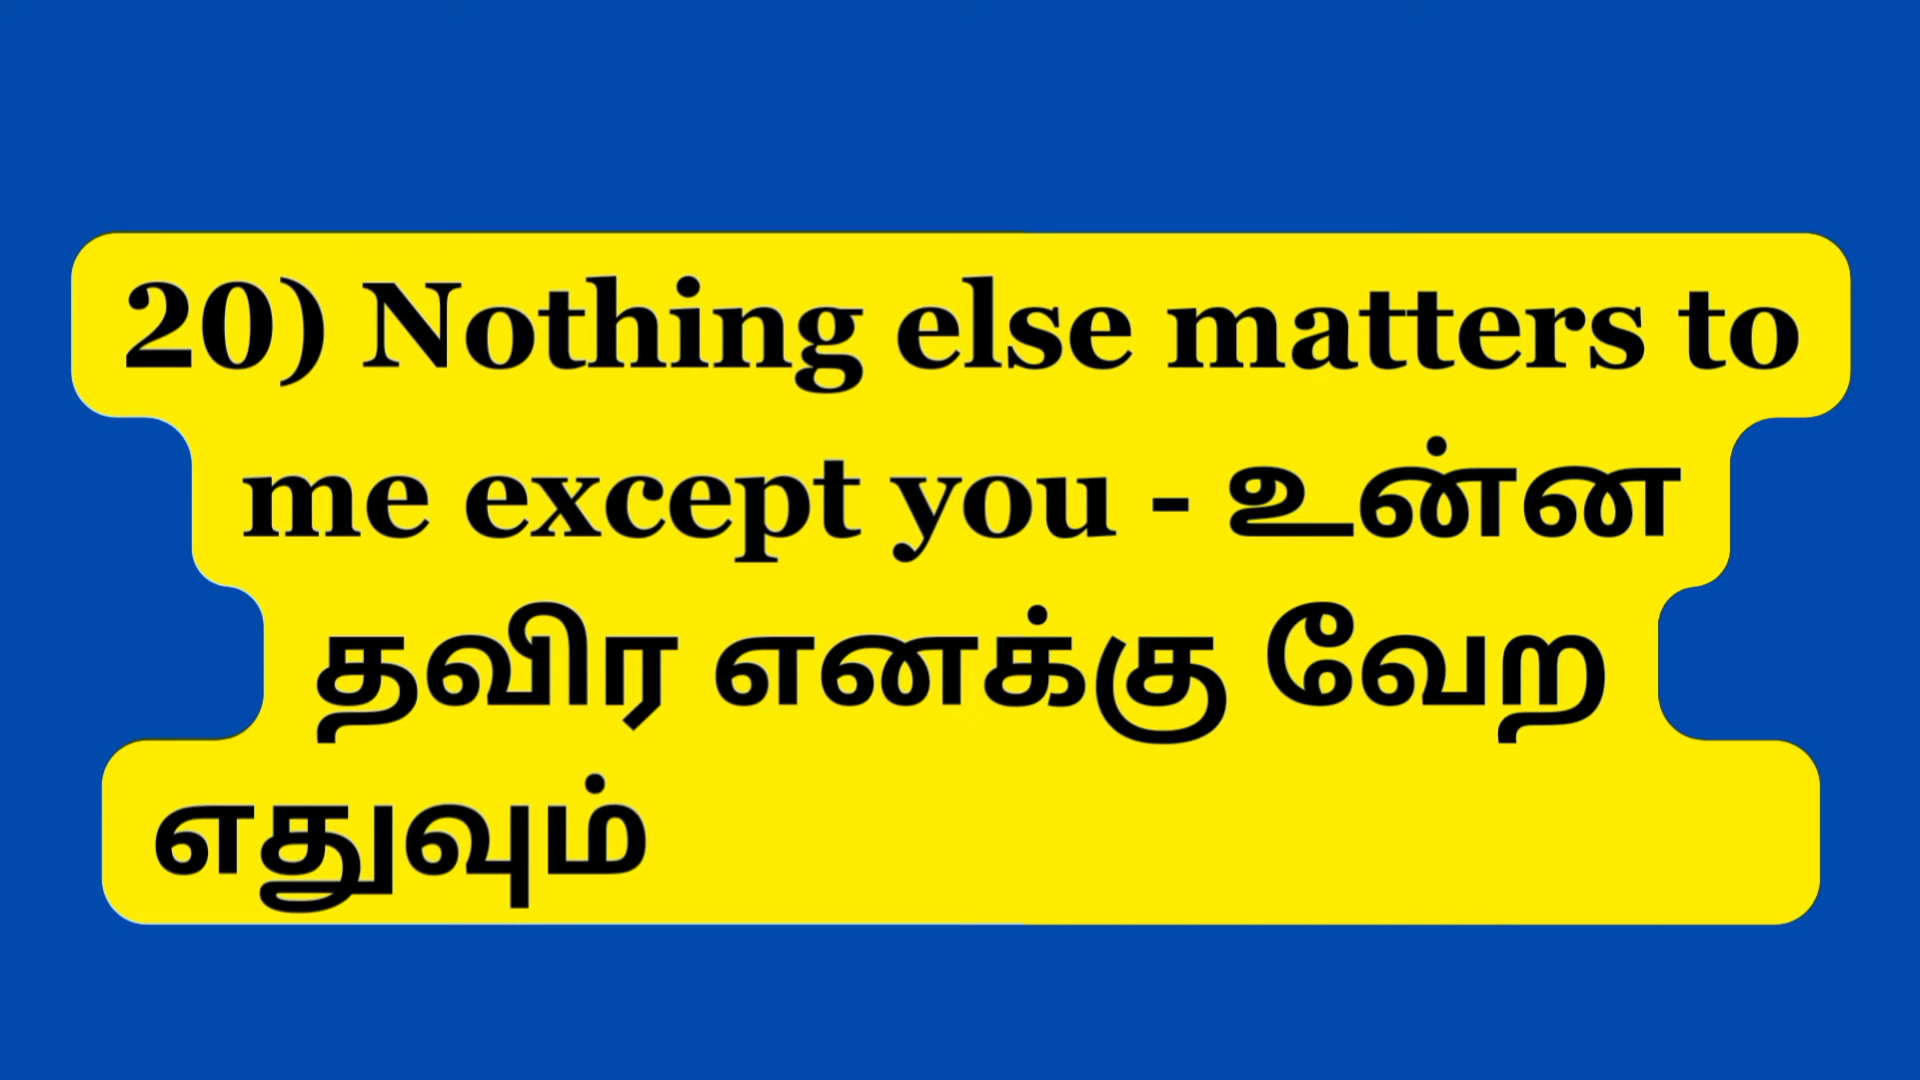 20) Nothing else matters to
me except you - உன்ன
தவிர எனக்கு வேற
எதுவும்